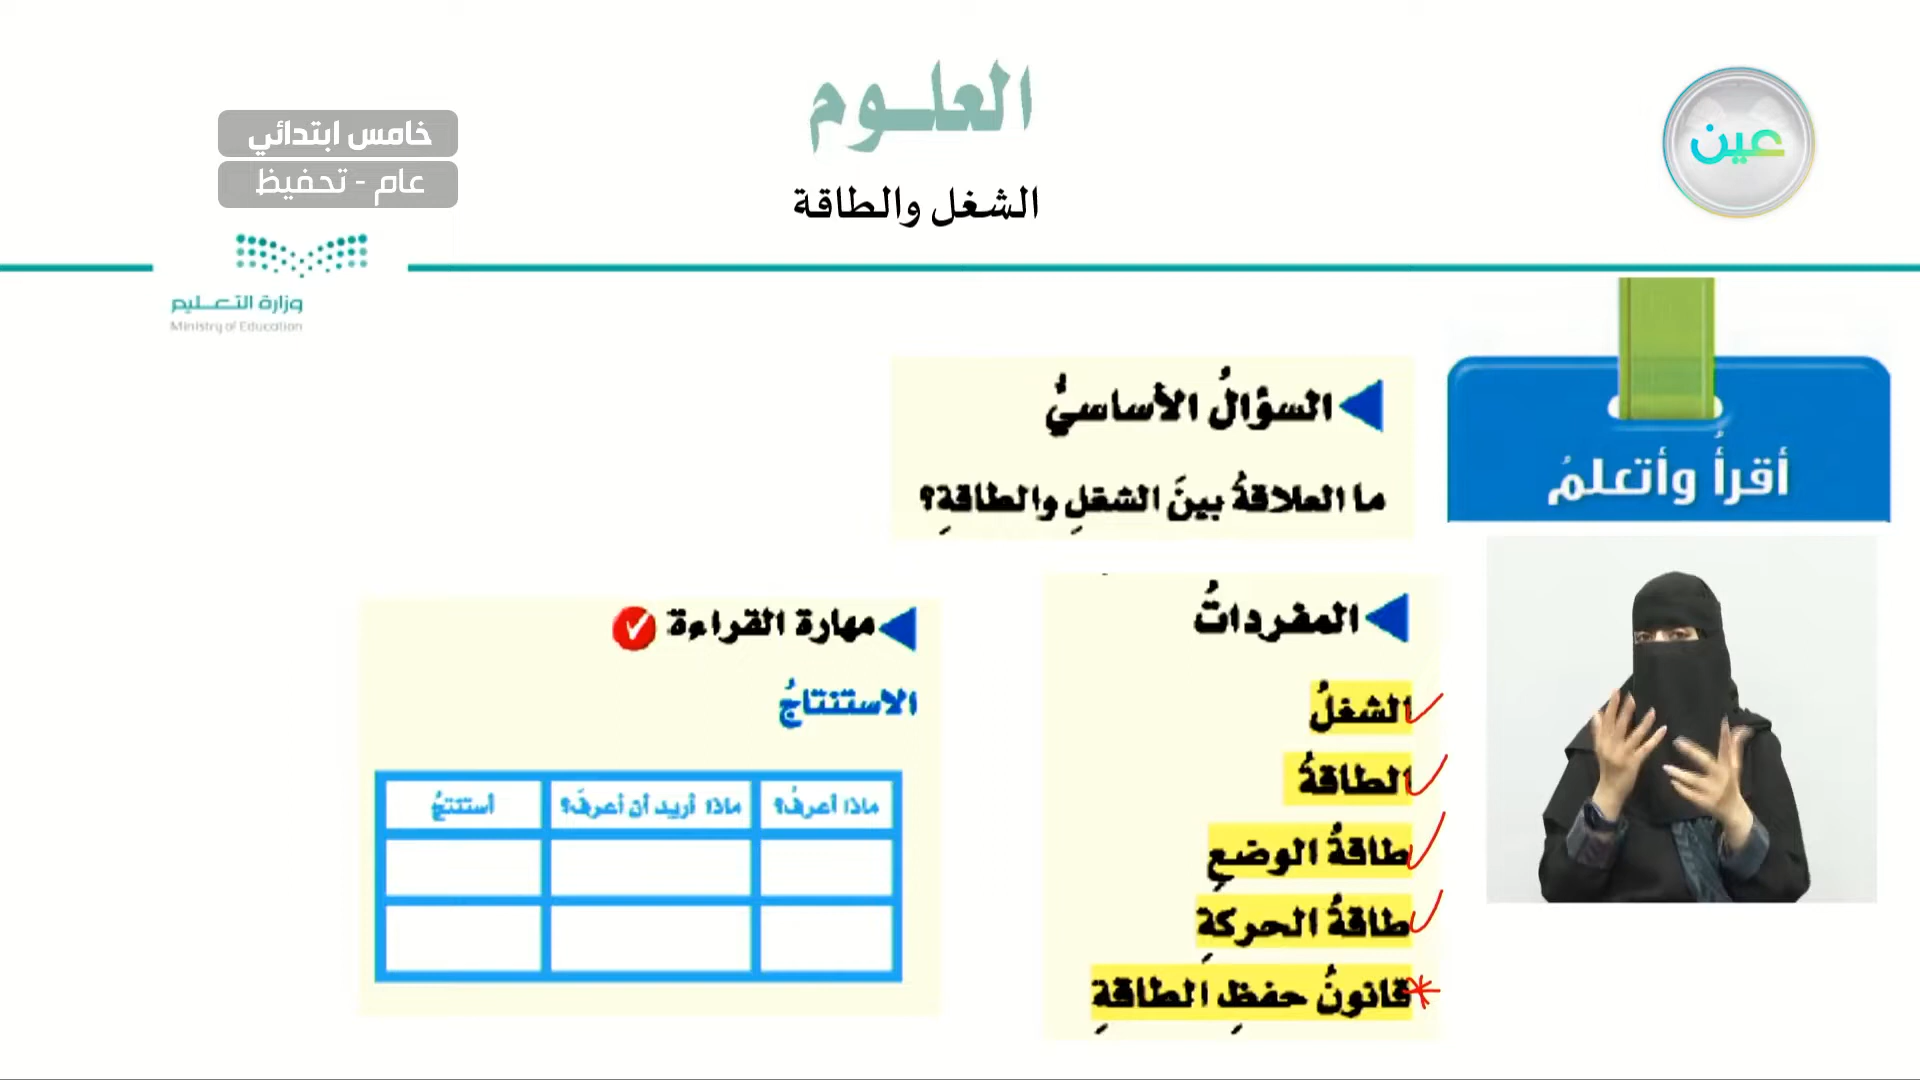 العلوم
الشغل والطاقة
عين
خامس ابتدائي
عام - تحفيظ
وزارة التعليم
Ministry of Education
أقرأُ وأتعلمُ
السؤالُ الأساسيُّ
ما العلاقةُ بينَ الشغلِ والطاقةِ؟
المفرداتُ
الشغلُ
الطاقةُ
طاقةُ الوضعِ
طاقةُ الحركةِ
قانونُ حفظِ الطاقةِ
مهارة القراءة
الاستنتاجُ
ماذا أعرفُ؟ ماذا أريد أن أعرفَ؟ أستنتجُ